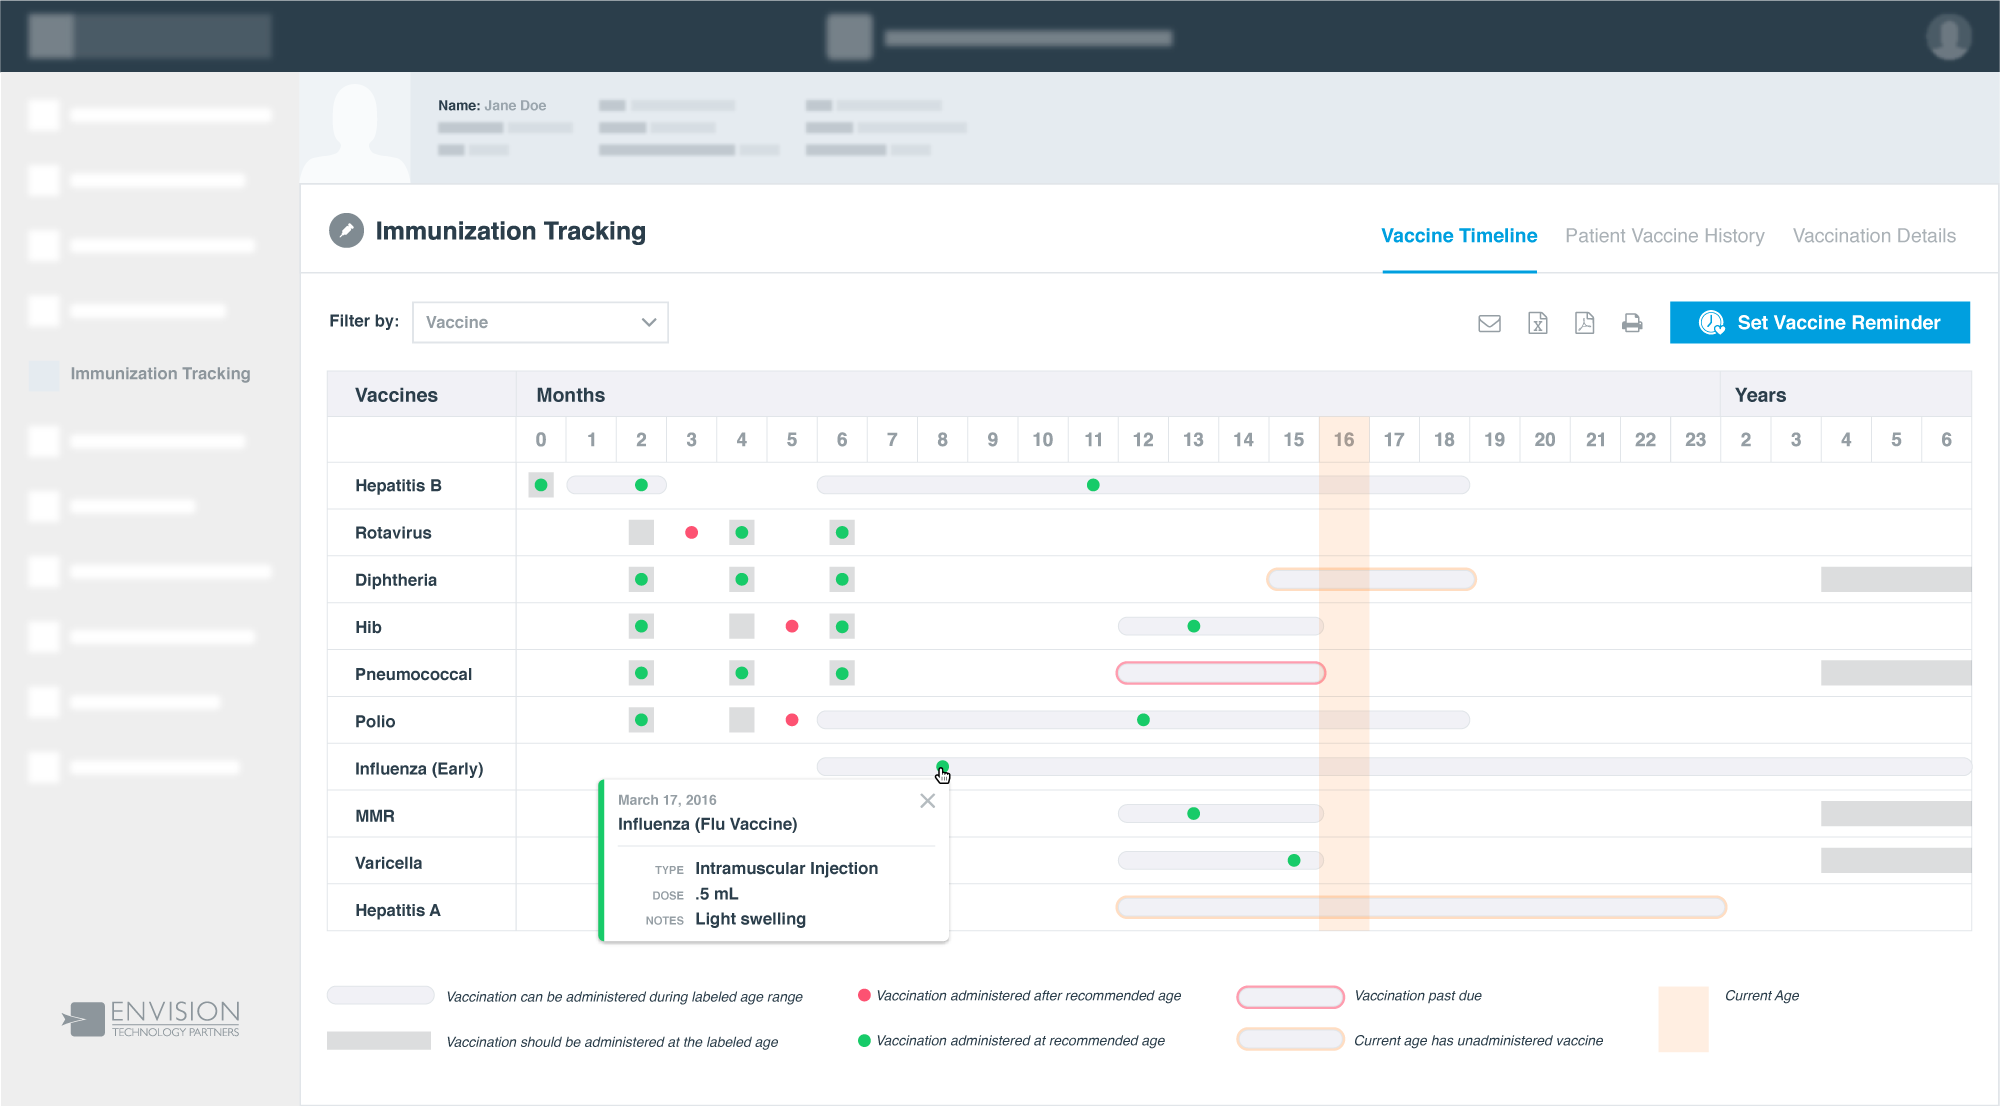 Name: Jane Doe
Immunization Tracking
Vaccine Timeline
Patient Vaccine History
Vaccination Details
Filter by:
Vaccine
X
Set Vaccine Reminder
Immunization Tracking
Vaccines
Months
Years
0 1 2 3 4 5 6 7 8 9 10 11 12 13 14 15 16 17 18 19 20 21 22 23 2 3 4 5 6
Hepatitis B
Rotavirus
Diphtheria
Hib
Pneumococcal
Polio
Influenza (Early)
MMR
Varicella
Hepatitis A
March 17, 2016
Influenza (Flu Vaccine)
TYPE Intramuscular Injection
DOSE .5 mL
NOTES Light swelling
Vaccination can be administered during labeled age range
Vaccination should be administered at the labeled age
Vaccination administered after recommended age
Vaccination administered at recommended age
Vaccination past due
Current age has unadministered vaccine
Current Age
ENVISION
TECHNOLOGY PARTNERS